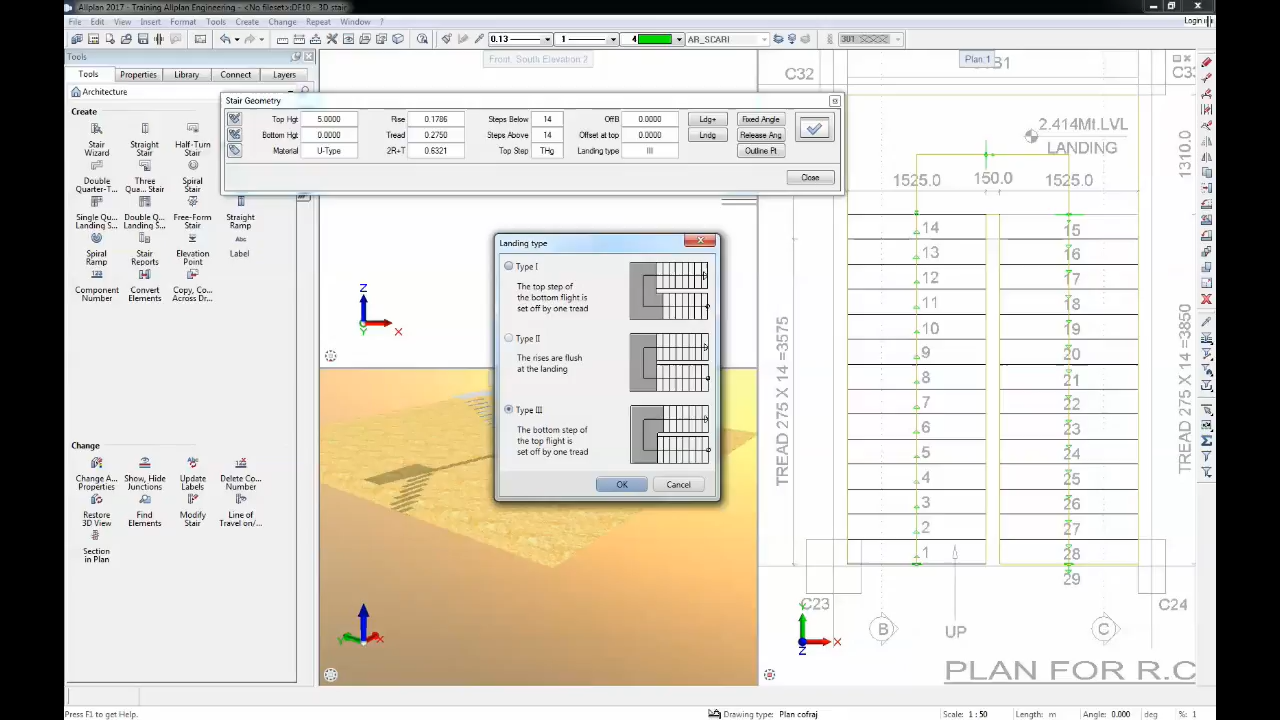 Allplan 2017 - Training Allplan Engineering - <No fileset>:DF10 - 3D stair
File Edit View Insert Format Tools Create Change Repeat Window ?
Login
0.13 1 4 AR_SCARI 301
Tools
Tools Properties Library Connect Layers
Architecture
Create
Stair Wizard
Straight Stair
Half-Turn Stair
Double Quarter-T...
Three Qua... Stair
Spiral Stair
Single Qu... Landing S...
Double Q... Landing S...
Free-Form Stair
Straight Ramp
Spiral Ramp
Stair Reports
Elevation Point
Abc
Label
123
Component Number
Convert Elements
Copy, Co... Across Dr...
Change
Change A... Properties
Show, Hide Junctions
Update Labels
Delete Co... Number
Restore 3D View
Find Elements
Modify Stair
Line of Travel on/...
Section in Plan
Front, South Elevation:2
Plan:1
Stair Geometry
Top Hgt 5.0000 Rise 0.1786 Steps Below 14 OffB 0.0000 Ldg+ Fixed Angle
Bottom Hgt 0.0000 Tread 0.2750 Steps Above 14 Offset at top 0.0000 Lndg Release Ang
Material U-Type 2R+T 0.6321 Top Step THg Landing type III Outline Pt
Close
Landing type
Type I
The top step of
the bottom flight is
set off by one tread
Type II
The rises are flush
at the landing
Type III
The bottom step of
the top flight is
set off by one tread
OK Cancel
Z
X
Y
Y
X
C32
B1
C33
2.414Mt.LVL
LANDING
1310.0
1525.0 150.0 1525.0
14 15
13 16
12 17
11 18
10 19
9 20
8 21
7 22
6 23
5 24
4 25
3 26
2 27
1 28
29
TREAD 275 X 14 =3575
TREAD 275 X 14 =3850
C23
C24
B
UP
C
X
Z
PLAN FOR R.C
Press F1 to get Help.
Drawing type: Plan cofraj
Scale: 1 : 50
Length: m
Angle: 0.000 deg
%: 1